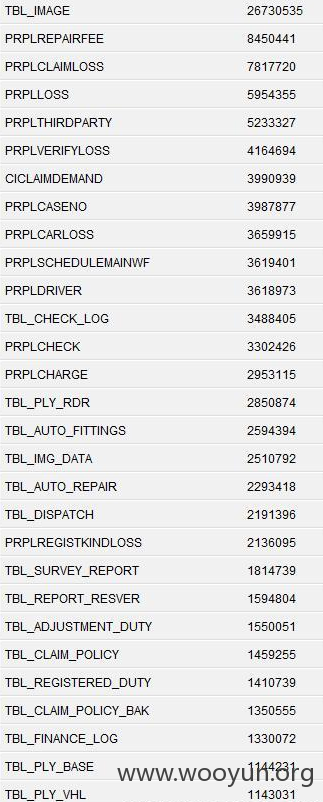 TBL_IMAGE 26730535
PRPLREPAIRFEE 8450441
PRPLCLAIMLOSS 7817720
PRPLLOSS 5954355
PRPLTHIRDPARTY 5233327
PRPLVERIFYLOSS 4164694
CICLAIMDEMAND 3990939
PRPLCASENO 3987877
PRPLCARLOSS 3659915
PRPLSCHEDULEMAINWF 3619401
PRPLDRIVER 3618973
TBL_CHECK_LOG 3488405
PRPLCHECK 3302426
PRPLCHARGE 2953115
TBL_PLY_RDR 2850874
TBL_AUTO_FITTINGS 2594394
TBL_IMG_DATA 2510792
TBL_AUTO_REPAIR 2293418
TBL_DISPATCH 2191396
PRPLREGISTKINDLOSS 2136095
TBL_SURVEY_REPORT 1814739
TBL_REPORT_RESVER 1594804
TBL_ADJUSTMENT_DUTY 1550051
TBL_CLAIM_POLICY 1459255
TBL_REGISTERED_DUTY 1410739
TBL_CLAIM_POLICY_BAK 1350555
TBL_FINANCE_LOG 1330072
TBL_PLY_BASE 1144231
www.wooyun.org
TBL_PLY_VHL 1143031